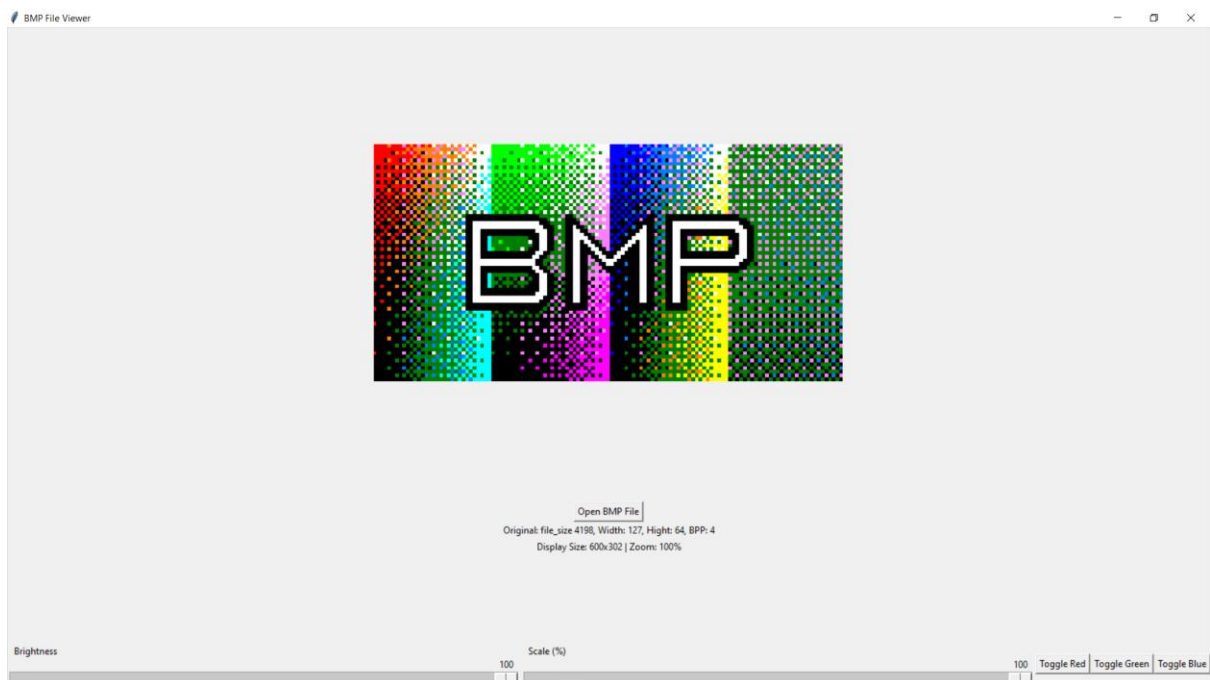 BMP File Viewer
BMP
Open BMP File
Original: file_size 4198, Width: 127, Hight: 64, BPP: 4
Display Size: 600x302 | Zoom: 100%
Brightness
Scale (%)
100
100
Toggle Red
Toggle Green
Toggle Blue